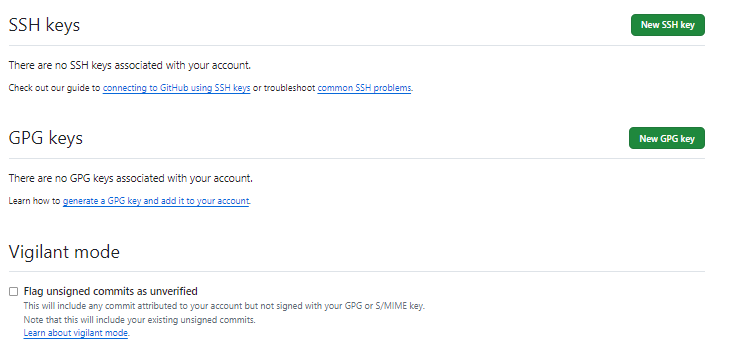 SSH keys
New SSH key
There are no SSH keys associated with your account.
Check out our guide to connecting to GitHub using SSH keys or troubleshoot common SSH problems.
GPG keys
New GPG key
There are no GPG keys associated with your account.
Learn how to generate a GPG key and add it to your account.
Vigilant mode
Flag unsigned commits as unverified
This will include any commit attributed to your account but not signed with your GPG or S/MIME key.
Note that this will include your existing unsigned commits.
Learn about vigilant mode.